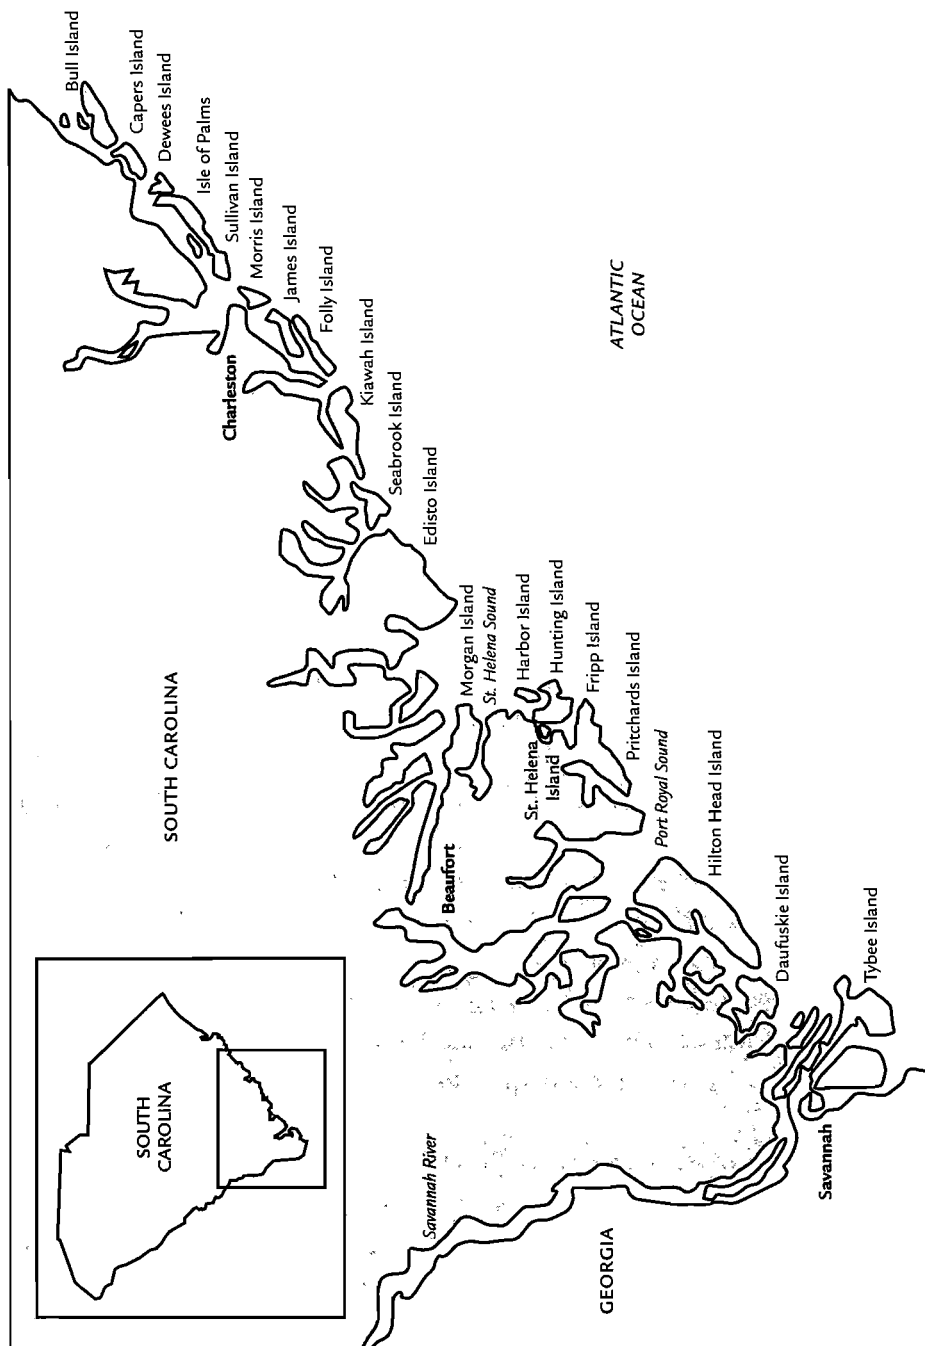 SOUTH
CAROLINA
SOUTH CAROLINA
Savannah River
GEORGIA
Savannah
Beaufort
Charleston
Bull Island
Capers Island
Dewees Island
Isle of Palms
Sullivan Island
Morris Island
James Island
Folly Island
Kiawah Island
Seabrook Island
Edisto Island
Morgan Island
St. Helena Sound
Harbor Island
Hunting Island
Fripp Island
St. Helena
Island
Pritchards Island
Port Royal Sound
Hilton Head Island
Daufuskie Island
Tybee Island
ATLANTIC
OCEAN